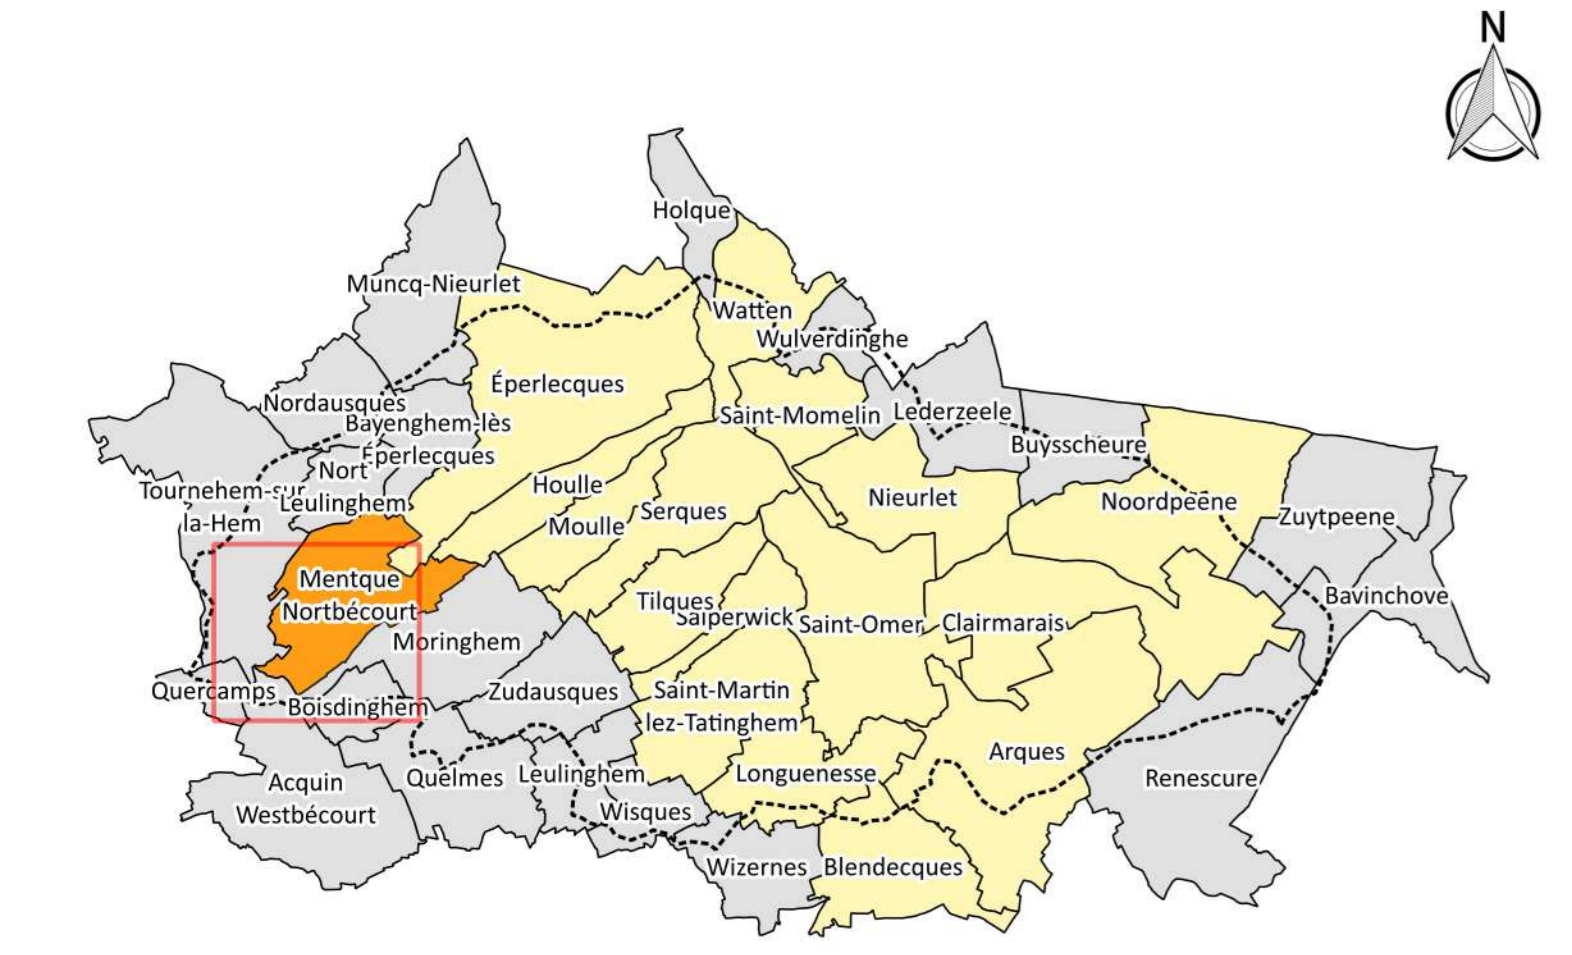 N
Holque
Muncq-Nieurlet
Watten
Wulverdinghe
Éperlecques
Nordausques
Saint-Momelin
Lederzeele
Bayenghem-lès
Éperlecques
Buysscheure
Nort
Leulinghem
Houlle
Tournehem-sur
la-Hem
Nieurlet
Noordpeene
Serques
Moulle
Zuytpeene
Mentque
Nortbécourt
Bavinchove
Tilques
Salperwick
Saint-Omer
Clairmarais
Moringhem
Quercamps
Boisdinghem
Zudausques
Saint-Martin
lez-Tatinghem
Arques
Acquin
Westbécourt
Quelmes
Leulinghem
Longuenesse
Renescure
Wisques
Wizernes
Blendecques